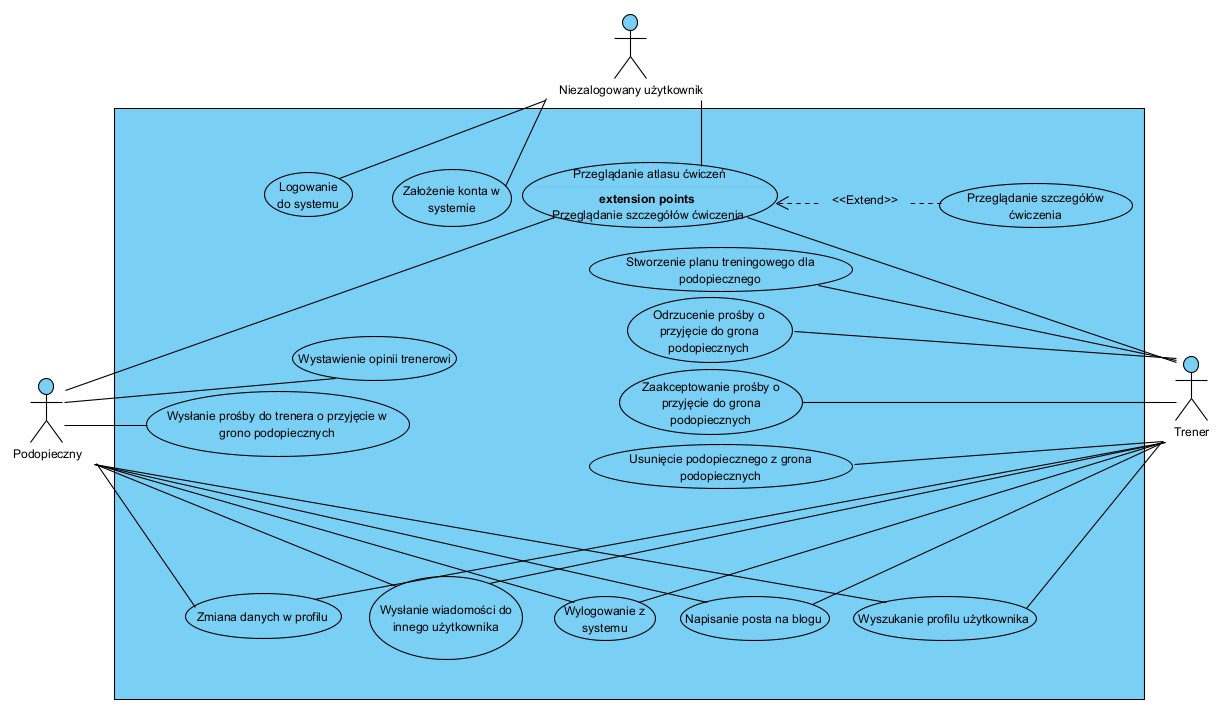 Niezalogowany użytkownik
Logowanie
do systemu
Założenie konta w
systemie
Przeglądanie atlasu ćwiczeń
extension points
Przeglądanie szczegółów ćwiczenia
<<Extend>>
Przeglądanie szczegółów
ćwiczenia
Stworzenie planu treningowego dla
podopiecznego
Odrzucenie prośby o
przyjęcie do grona
podopiecznych
Wystawienie opinii trenerowi
Zaakceptowanie prośby o
przyjęcie do grona
podopiecznych
Wysłanie prośby do trenera o przyjęcie w
grono podopiecznych
Podopieczny
Trener
Usunięcie podopiecznego z grona
podopiecznych
Zmiana danych w profilu
Wysłanie wiadomości do
innego użytkownika
Wylogowanie z
systemu
Napisanie posta na blogu
Wyszukanie profilu użytkownika